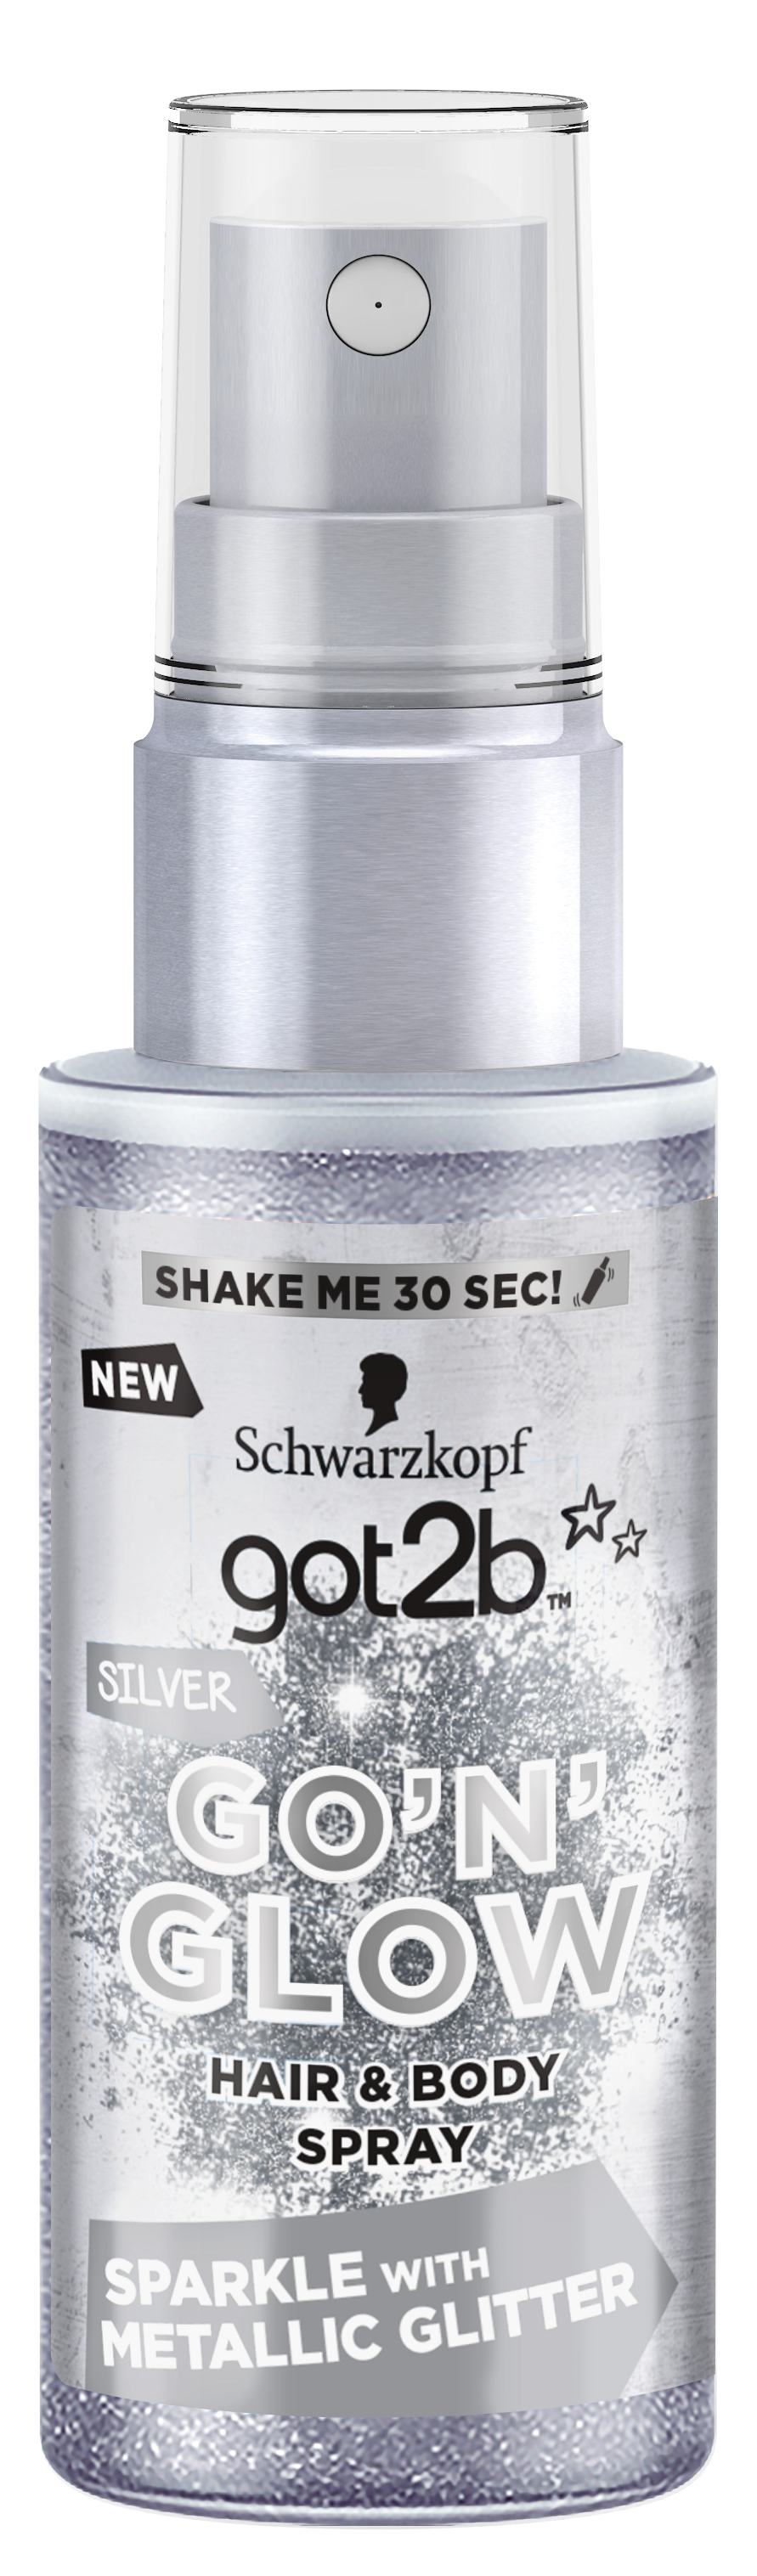 SHAKE ME 30 SEC!
NEW
Schwarzkopf
got2b™
SILVER
GO'N'
GLOW
HAIR & BODY
SPRAY
SPARKLE WITH
METALLIC GLITTER